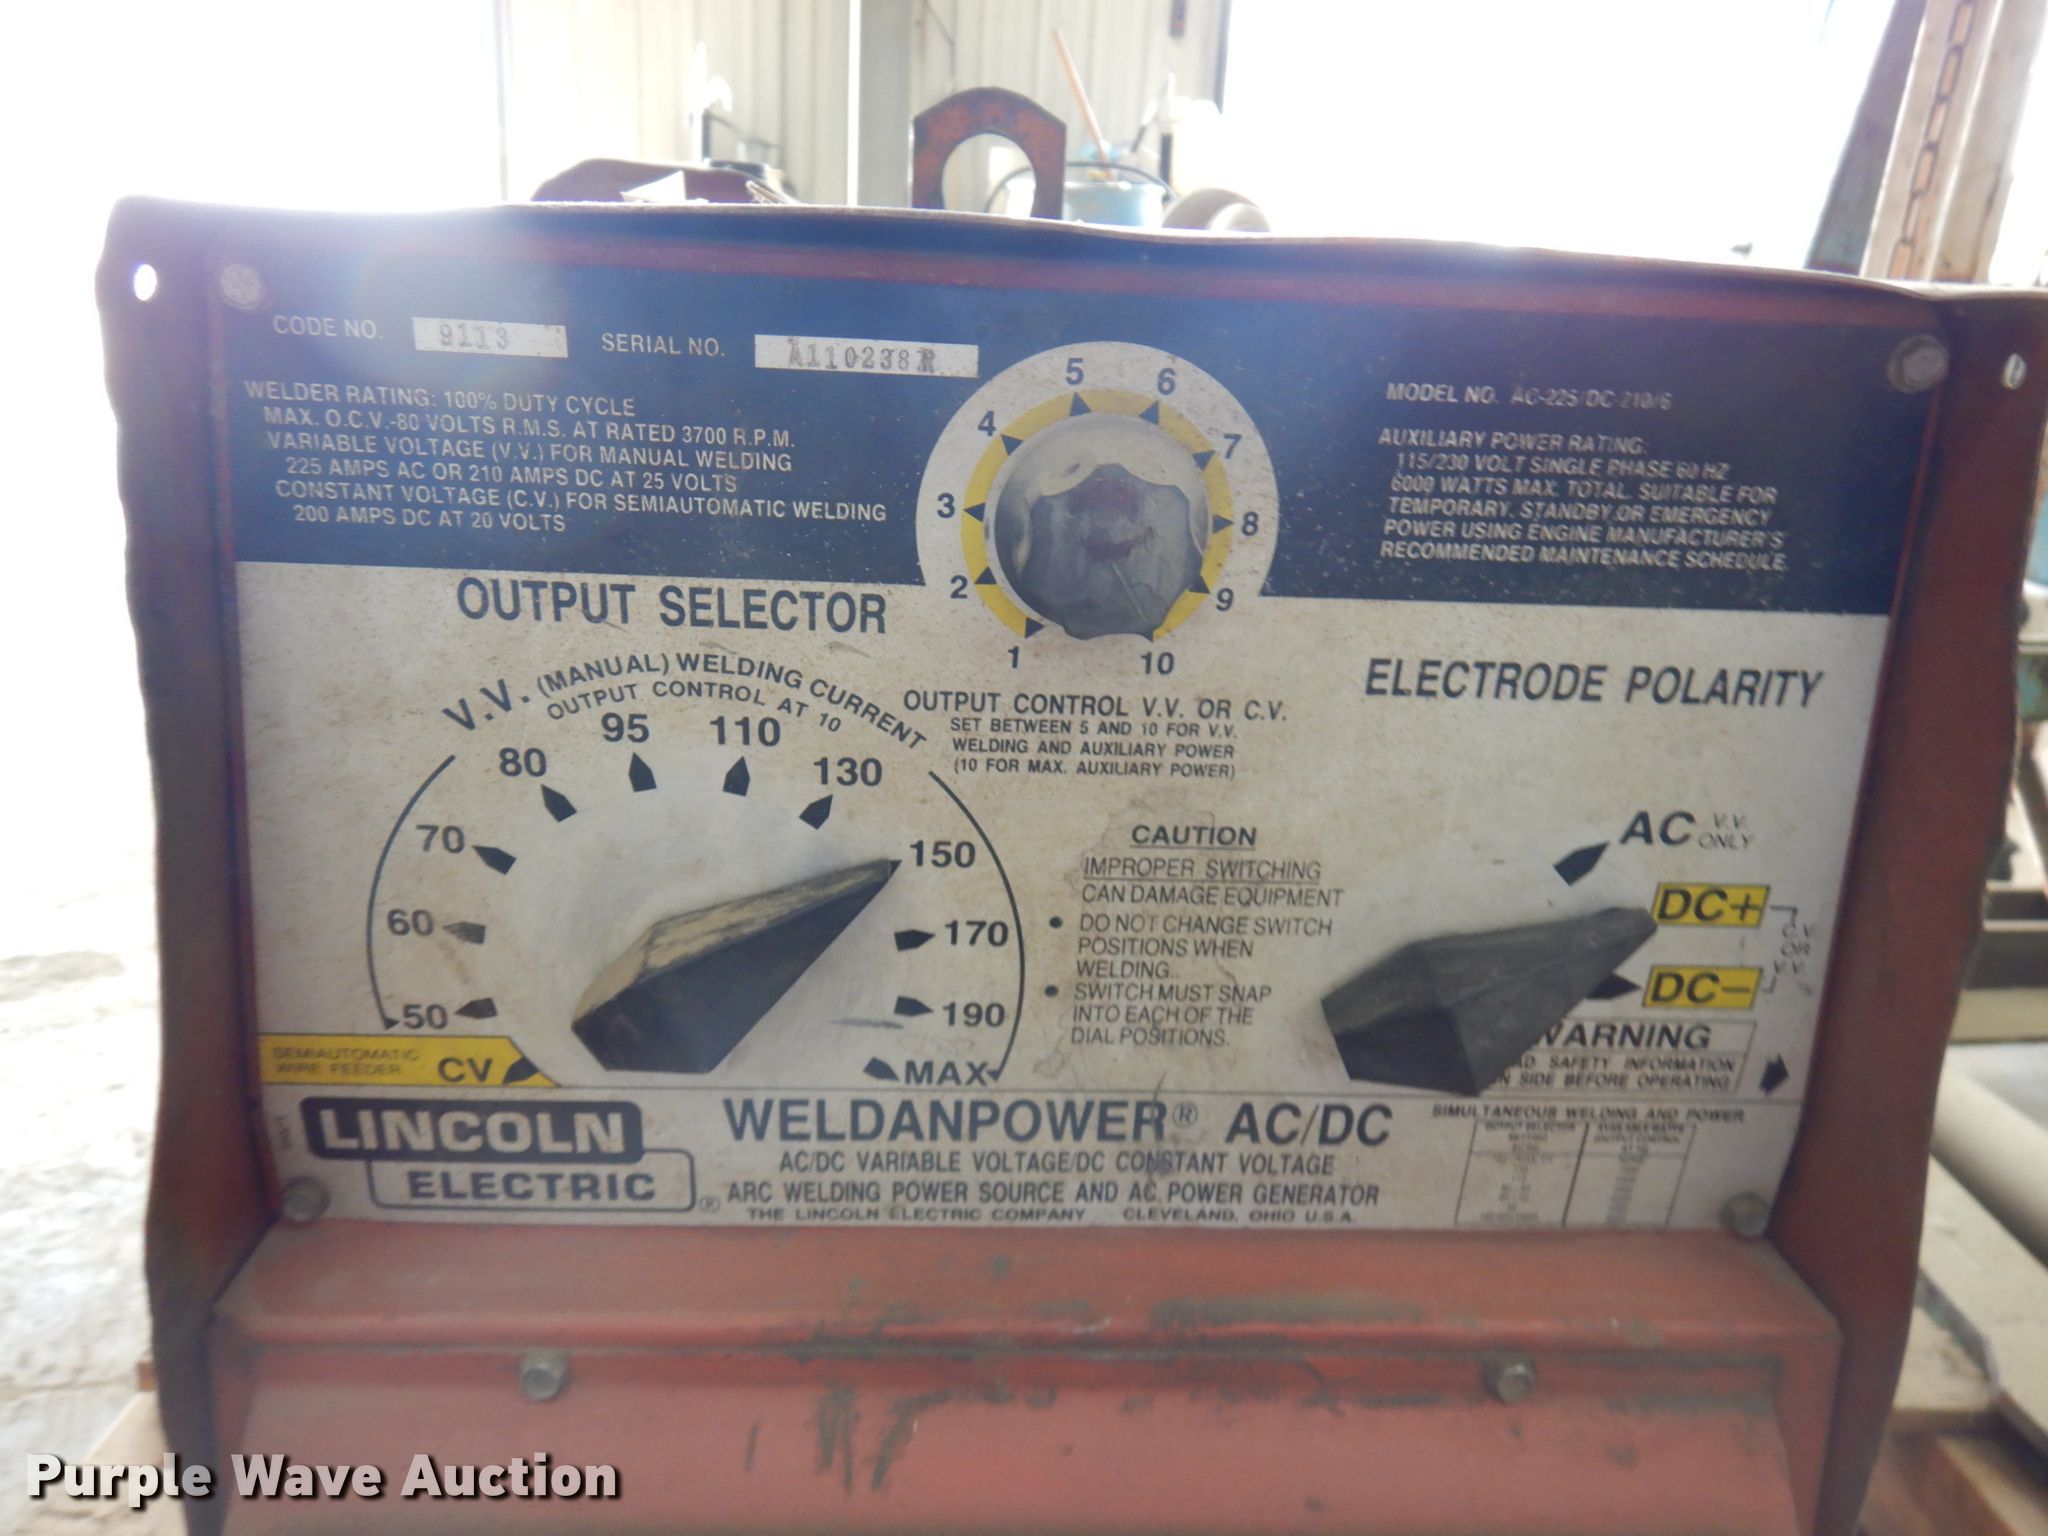 CODE NO. 9113 SERIAL NO. A110238R
WELDER RATING: 100% DUTY CYCLE
MAX. O.C.V.-80 VOLTS R.M.S. AT RATED 3700 R.P.M.
VARIABLE VOLTAGE (V.V.) FOR MANUAL WELDING
225 AMPS AC OR 210 AMPS DC AT 25 VOLTS
CONSTANT VOLTAGE (C.V.) FOR SEMIAUTOMATIC WELDING
200 AMPS DC AT 20 VOLTS
1 2 3 4 5 6 7 8 9 10
OUTPUT CONTROL V.V. OR C.V.
SET BETWEEN 5 AND 10 FOR V.V.
WELDING AND AUXILIARY POWER
(10 FOR MAX. AUXILIARY POWER)
MODEL NO. AC-225/DC-210/6
AUXILIARY POWER RATING:
115/230 VOLT SINGLE PHASE 60 HZ
6000 WATTS MAX. TOTAL. SUITABLE FOR
TEMPORARY, STANDBY OR EMERGENCY
POWER USING ENGINE MANUFACTURER'S
RECOMMENDED MAINTENANCE SCHEDULE.
OUTPUT SELECTOR
V.V. (MANUAL) WELDING CURRENT
OUTPUT CONTROL AT 10
50 60 70 80 95 110 130 150 170 190 MAX
SEMIAUTOMATIC
WIRE FEEDER
CV
CAUTION
IMPROPER SWITCHING
CAN DAMAGE EQUIPMENT
• DO NOT CHANGE SWITCH
POSITIONS WHEN
WELDING.
• SWITCH MUST SNAP
INTO EACH OF THE
DIAL POSITIONS.
ELECTRODE POLARITY
AC V.V.
ONLY
DC+
DC-
C.V.
OR
V.V.
WARNING
SAFETY INFORMATION
SIDE BEFORE OPERATING
LINCOLN
ELECTRIC ®
WELDANPOWER® AC/DC
AC/DC VARIABLE VOLTAGE/DC CONSTANT VOLTAGE
ARC WELDING POWER SOURCE AND AC POWER GENERATOR
THE LINCOLN ELECTRIC COMPANY CLEVELAND, OHIO U.S.A.
SIMULTANEOUS WELDING AND POWER
Purple Wave Auction